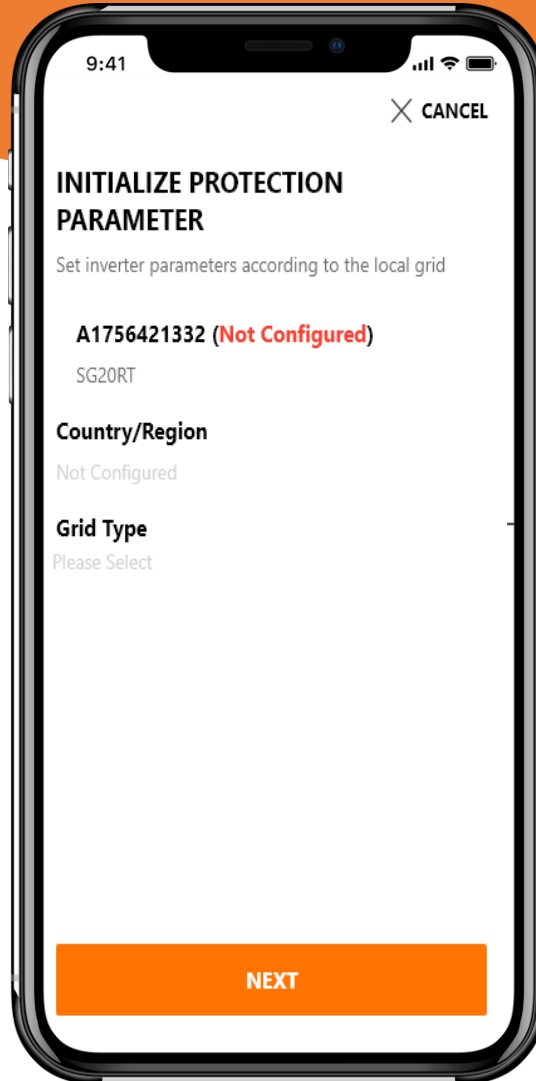 9:41
CANCEL
INITIALIZE PROTECTION
PARAMETER
Set inverter parameters according to the local grid
A1756421332 (Not Configured)
SG20RT
Country/Region
Not Configured
Grid Type
Please Select
NEXT